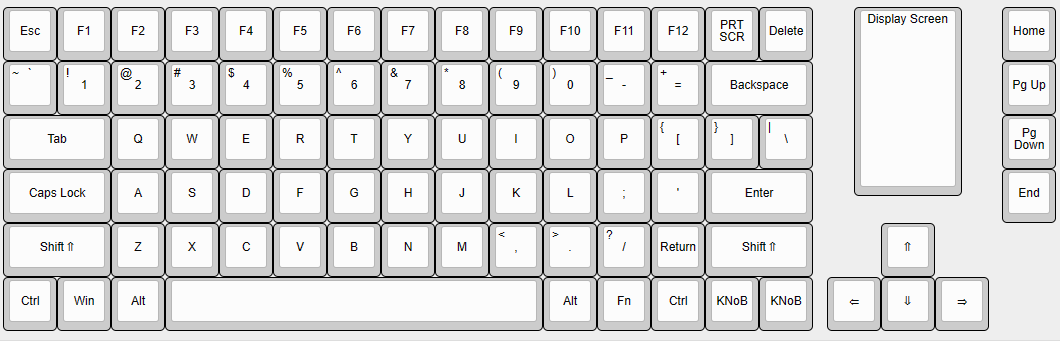 Esc F1 F2 F3 F4 F5 F6 F7 F8 F9 F10 F11 F12 PRT SCR Delete Display Screen Home
~ ` ! 1 @ 2 # 3 $ 4 % 5 ^ 6 & 7 * 8 ( 9 ) 0 _ - + = Backspace Pg Up
Tab Q W E R T Y U I O P { [ } ] | \ Pg Down
Caps Lock A S D F G H J K L ; ' Enter End
Shift ⇑ Z X C V B N M < , > . ? / Return Shift ⇑ ⇑
Ctrl Win Alt Alt Fn Ctrl KNoB KNoB ⇐ ⇓ ⇒